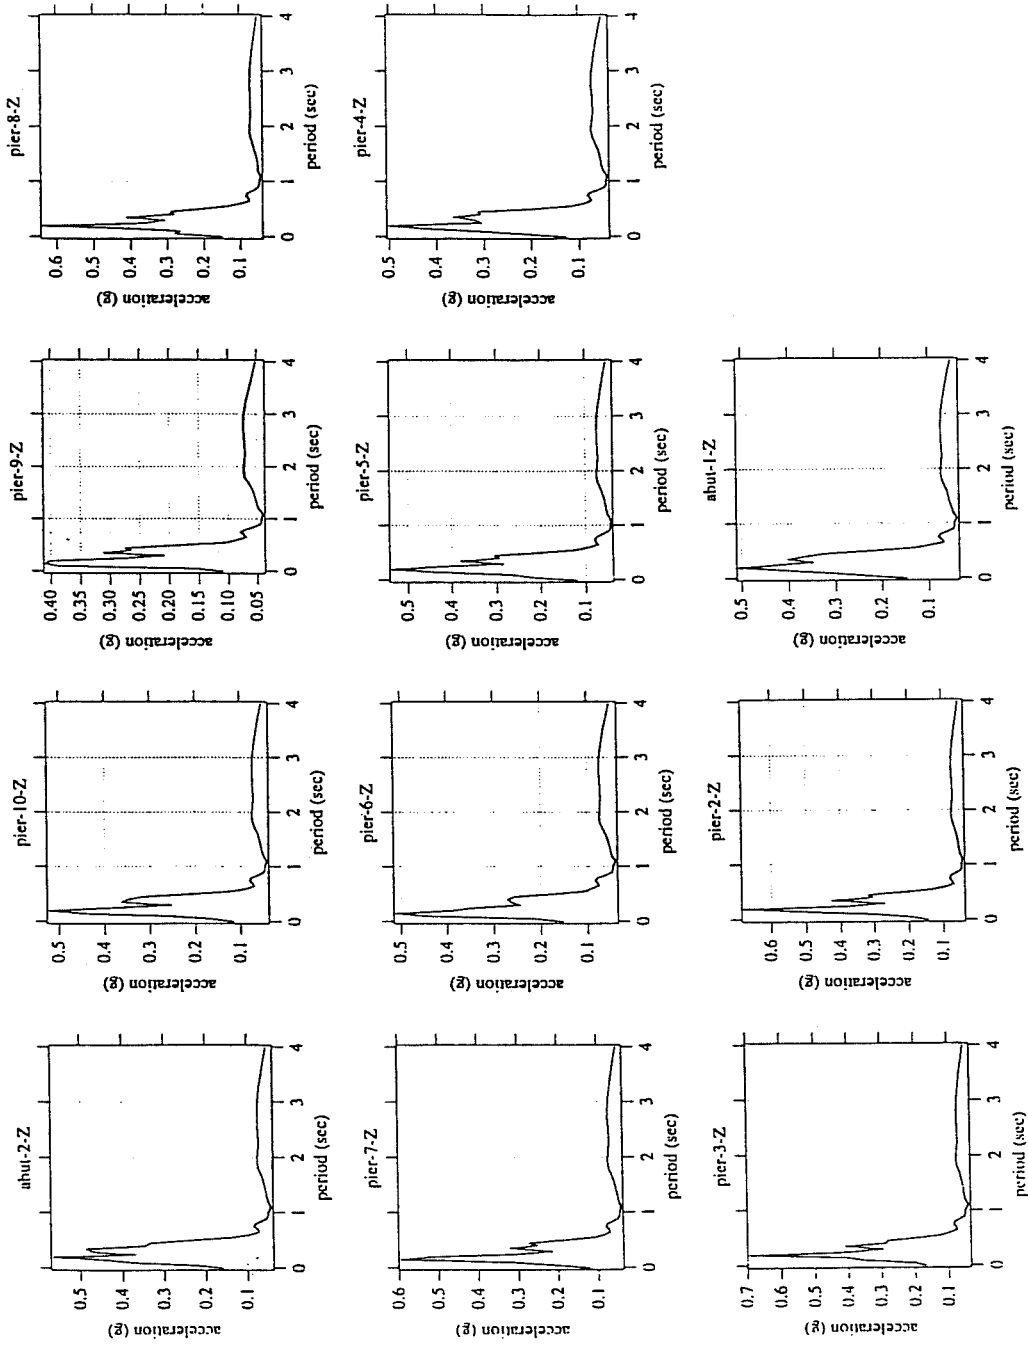 abut-2-Z
acceleration (g)
0.5
0.4
0.3
0.2
0.1
0 1 2 3 4
period (sec)
pier-10-Z
acceleration (g)
0.5
0.4
0.3
0.2
0.1
0 1 2 3 4
period (sec)
pier-9-Z
acceleration (g)
0.40
0.35
0.30
0.25
0.20
0.15
0.10
0.05
0 1 2 3 4
period (sec)
pier-8-Z
acceleration (g)
0.6
0.5
0.4
0.3
0.2
0.1
0 1 2 3 4
period (sec)
pier-7-Z
acceleration (g)
0.6
0.5
0.4
0.3
0.2
0.1
0 1 2 3 4
period (sec)
pier-6-Z
acceleration (g)
0.5
0.4
0.3
0.2
0.1
0 1 2 3 4
period (sec)
pier-5-Z
acceleration (g)
0.5
0.4
0.3
0.2
0.1
0 1 2 3 4
period (sec)
pier-4-Z
acceleration (g)
0.5
0.4
0.3
0.2
0.1
0 1 2 3 4
period (sec)
pier-3-Z
acceleration (g)
0.7
0.6
0.5
0.4
0.3
0.2
0.1
0 1 2 3 4
period (sec)
pier-2-Z
acceleration (g)
0.6
0.5
0.4
0.3
0.2
0.1
0 1 2 3 4
period (sec)
abut-1-Z
acceleration (g)
0.5
0.4
0.3
0.2
0.1
0 1 2 3 4
period (sec)